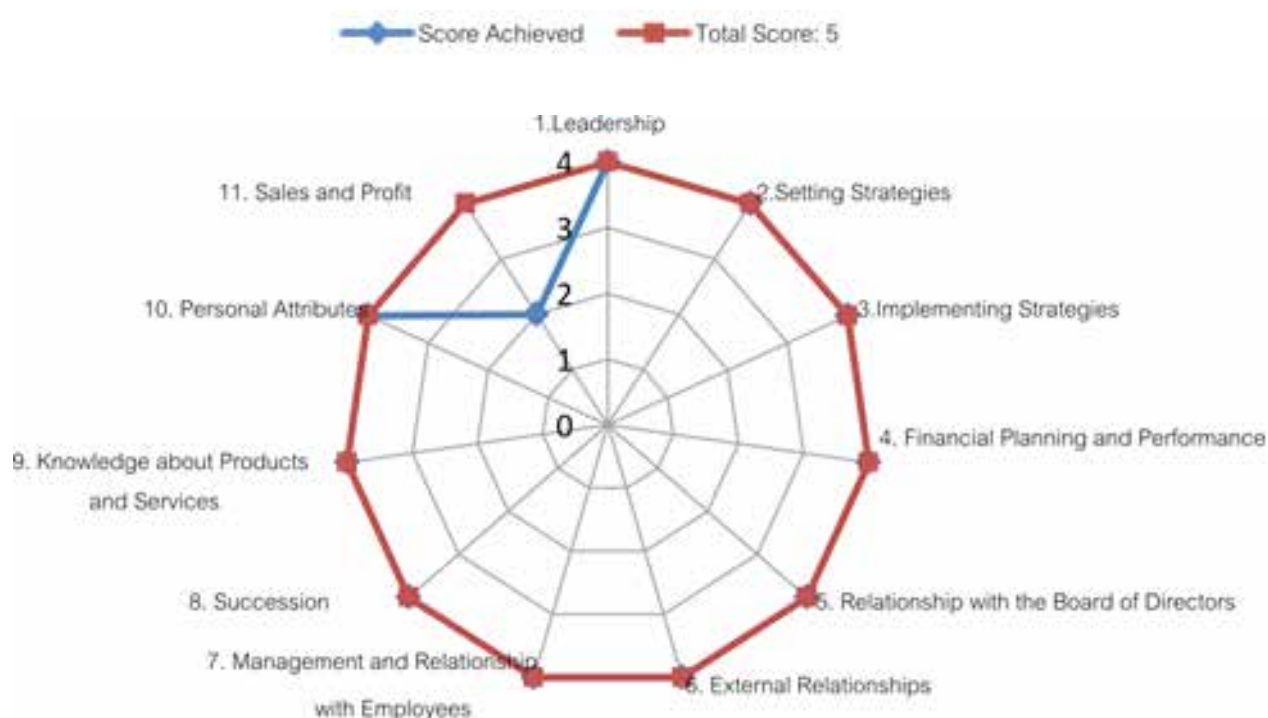 Score Achieved
Total Score: 5
1.Leadership
2.Setting Strategies
3.Implementing Strategies
4. Financial Planning and Performance
5. Relationship with the Board of Directors
6. External Relationships
7. Management and Relationship
with Employees
8. Succession
9. Knowledge about Products
and Services
10. Personal Attributes
11. Sales and Profit
4
3
2
1
0